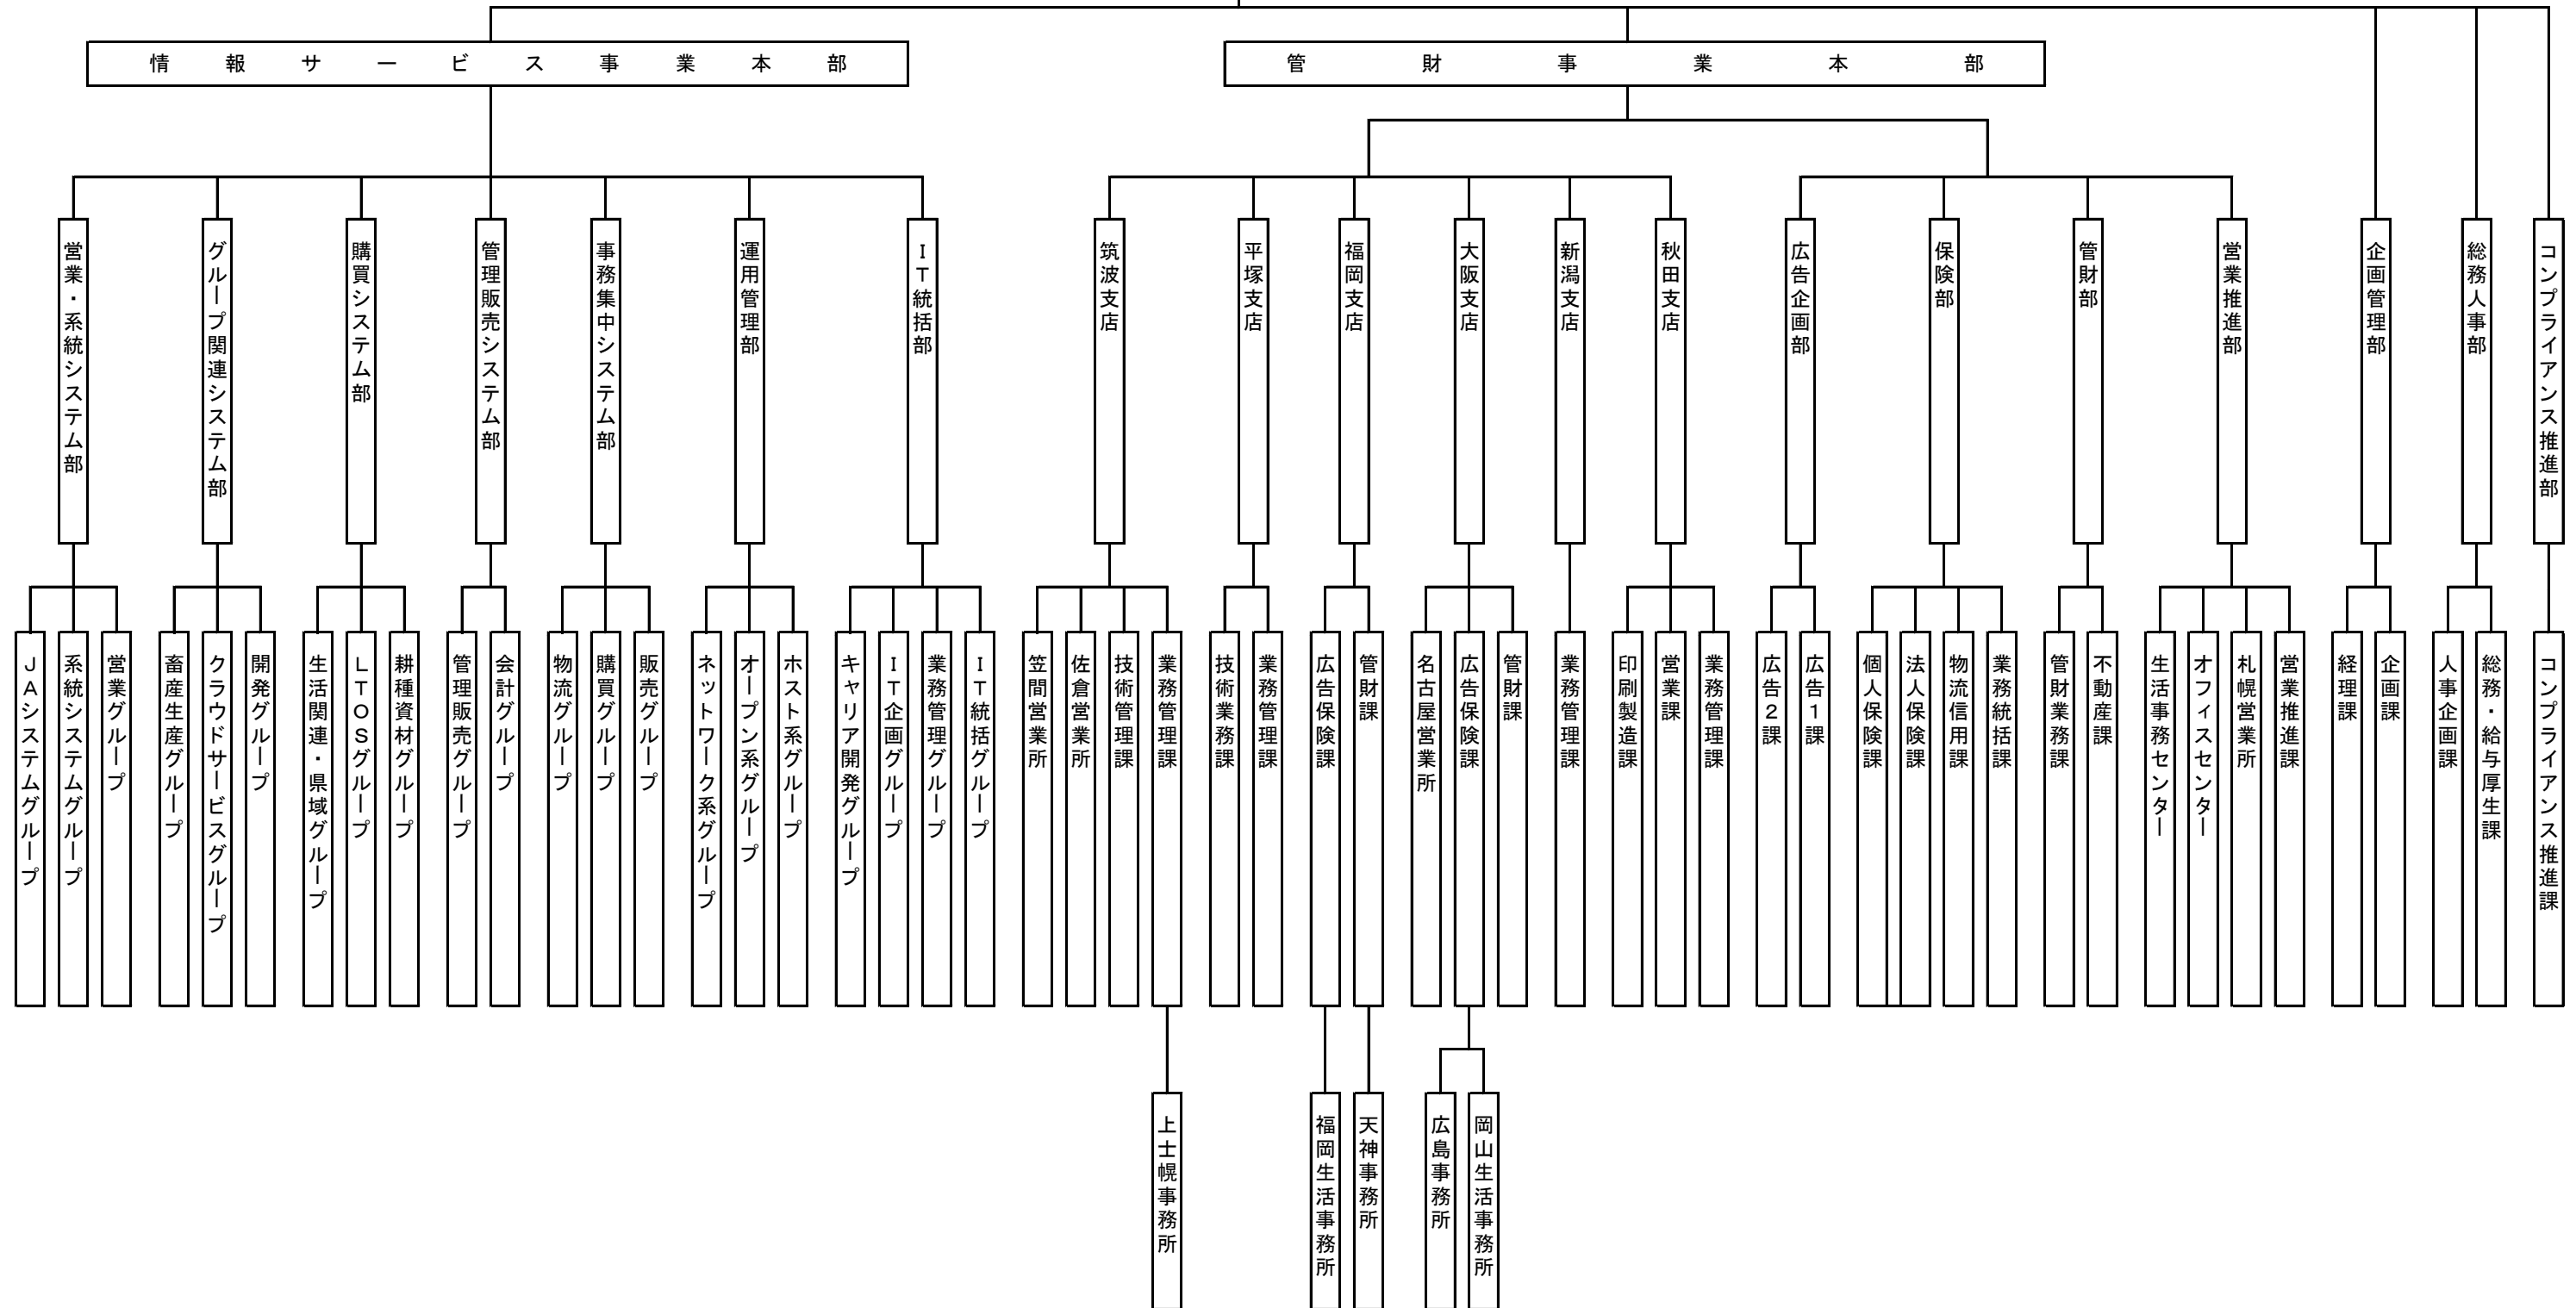 情報サービス事業本部
管財事業本部
営業・系統システム部
グループ関連システム部
購買システム部
管理販売システム部
事務集中システム部
運用管理部
ＩＴ統括部
筑波支店
平塚支店
福岡支店
大阪支店
新潟支店
秋田支店
広告企画部
保険部
管財部
営業推進部
企画管理部
総務人事部
コンプライアンス推進部
ＪＡシステムグループ
系統システムグループ
営業グループ
畜産生産グループ
クラウドサービスグループ
開発グループ
生活関連・県域グループ
ＬＴＯＳグループ
耕種資材グループ
管理販売グループ
会計グループ
物流グループ
購買グループ
販売グループ
ネットワーク系グループ
オープン系グループ
ホスト系グループ
キャリア開発グループ
ＩＴ企画グループ
業務管理グループ
ＩＴ統括グループ
笠間営業所
佐倉営業所
技術管理課
業務管理課
技術業務課
業務管理課
広告保険課
管財課
名古屋営業所
広告保険課
管財課
業務管理課
印刷製造課
営業課
業務管理課
広告２課
広告１課
個人保険課
法人保険課
物流信用課
業務統括課
管財業務課
不動産課
生活事務センター
オフィスセンター
札幌営業所
営業推進課
経理課
企画課
人事企画課
総務・給与厚生課
コンプライアンス推進課
上士幌事務所
福岡生活事務所
天神事務所
広島事務所
岡山生活事務所